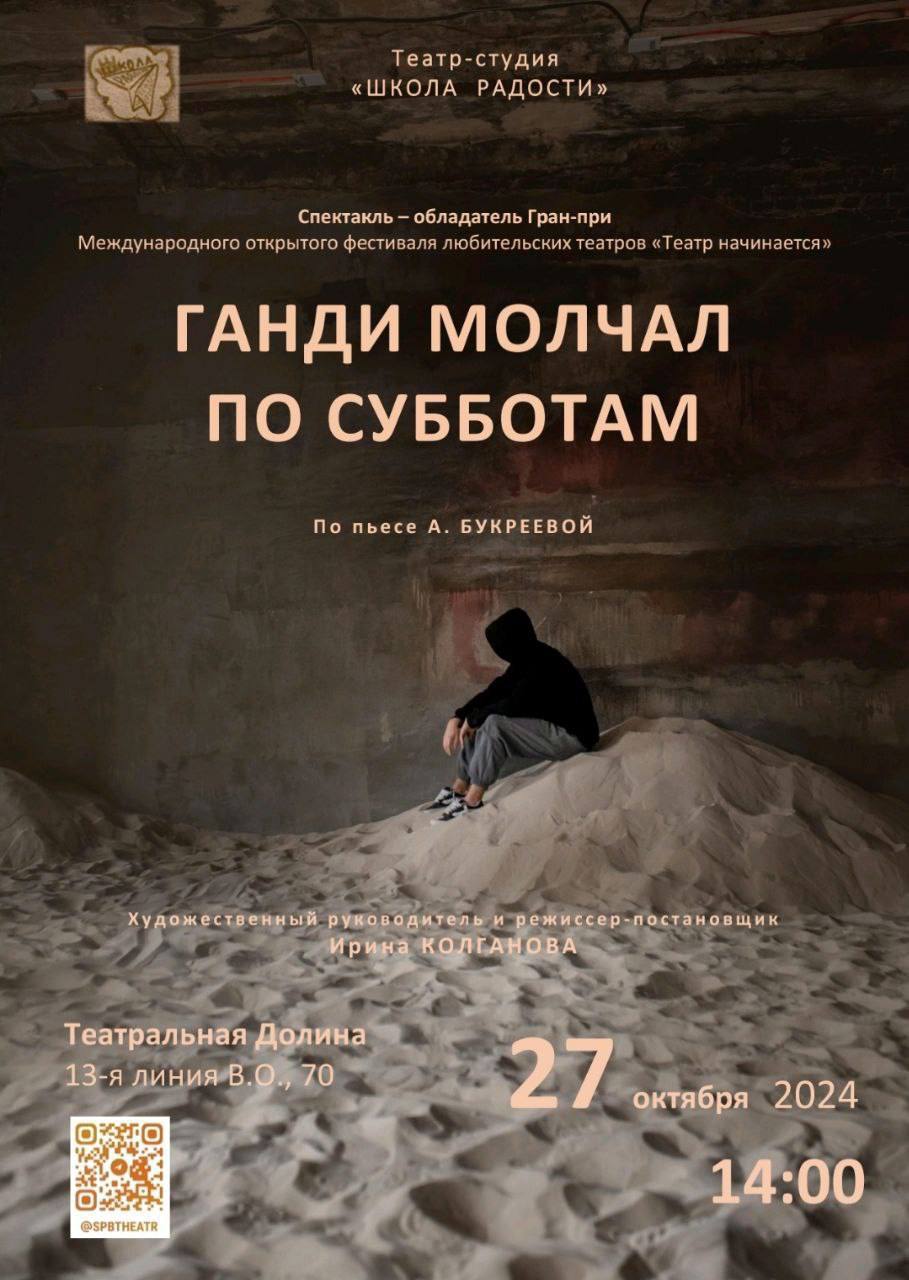 ШКОЛА
Театр-студия
«ШКОЛА РАДОСТИ»
Спектакль – обладатель Гран-при
Международного открытого фестиваля любительских театров «Театр начинается»
ГАНДИ МОЛЧАЛ
ПО СУББОТАМ
По пьесе А. БУКРЕЕВОЙ
Художественный руководитель и режиссер-постановщик
Ирина КОЛГАНОВА
Театральная Долина
13-я линия В.О., 70
27 октября 2024
14:00
@SPBTHEATR